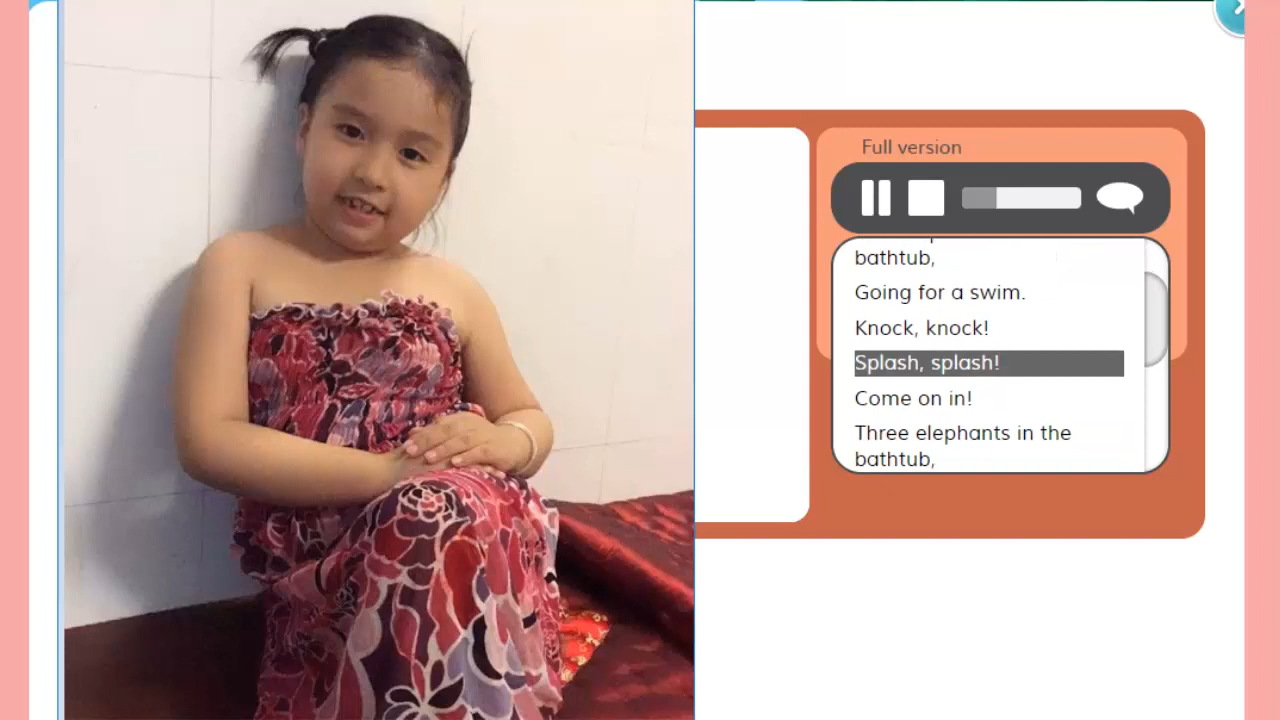 Full version
bathtub,
Going for a swim.
Knock, knock!
Splash, splash!
Come on in!
Three elephants in the
bathtub,